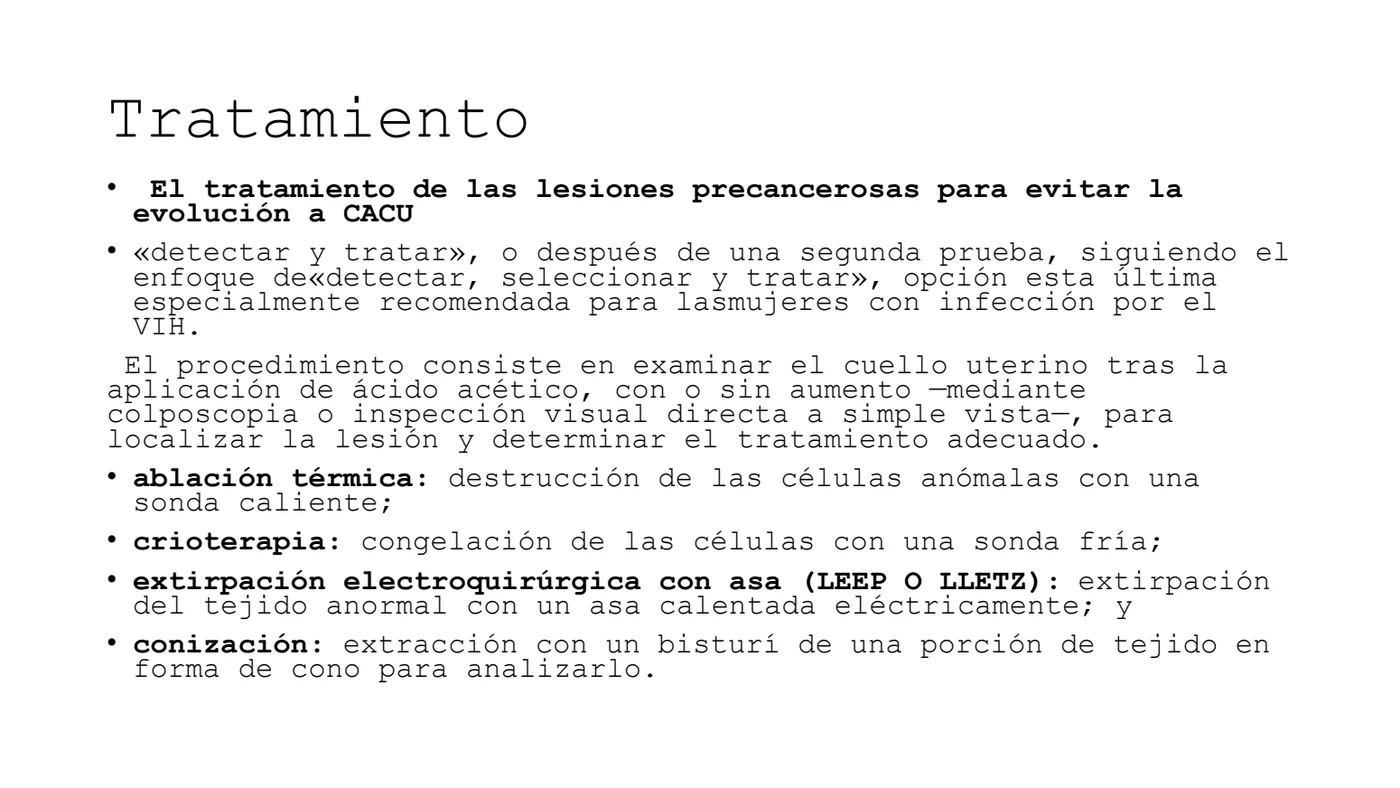 Tratamiento
• El tratamiento de las lesiones precancerosas para evitar la
evolución a CACU
• «detectar y tratar», o después de una segunda prueba, siguiendo el
enfoque de«detectar, seleccionar y tratar», opción esta última
especialmente recomendada para lasmujeres con infección por el
VIH.
El procedimiento consiste en examinar el cuello uterino tras la
aplicación de ácido acético, con o sin aumento —mediante
colposcopia o inspección visual directa a simple vista—, para
localizar la lesión y determinar el tratamiento adecuado.
• ablación térmica: destrucción de las células anómalas con una
sonda caliente;
• crioterapia: congelación de las células con una sonda fría;
• extirpación electroquirúrgica con asa (LEEP O LLETZ): extirpación
del tejido anormal con un asa calentada eléctricamente; y
• conización: extracción con un bisturí de una porción de tejido en
forma de cono para analizarlo.